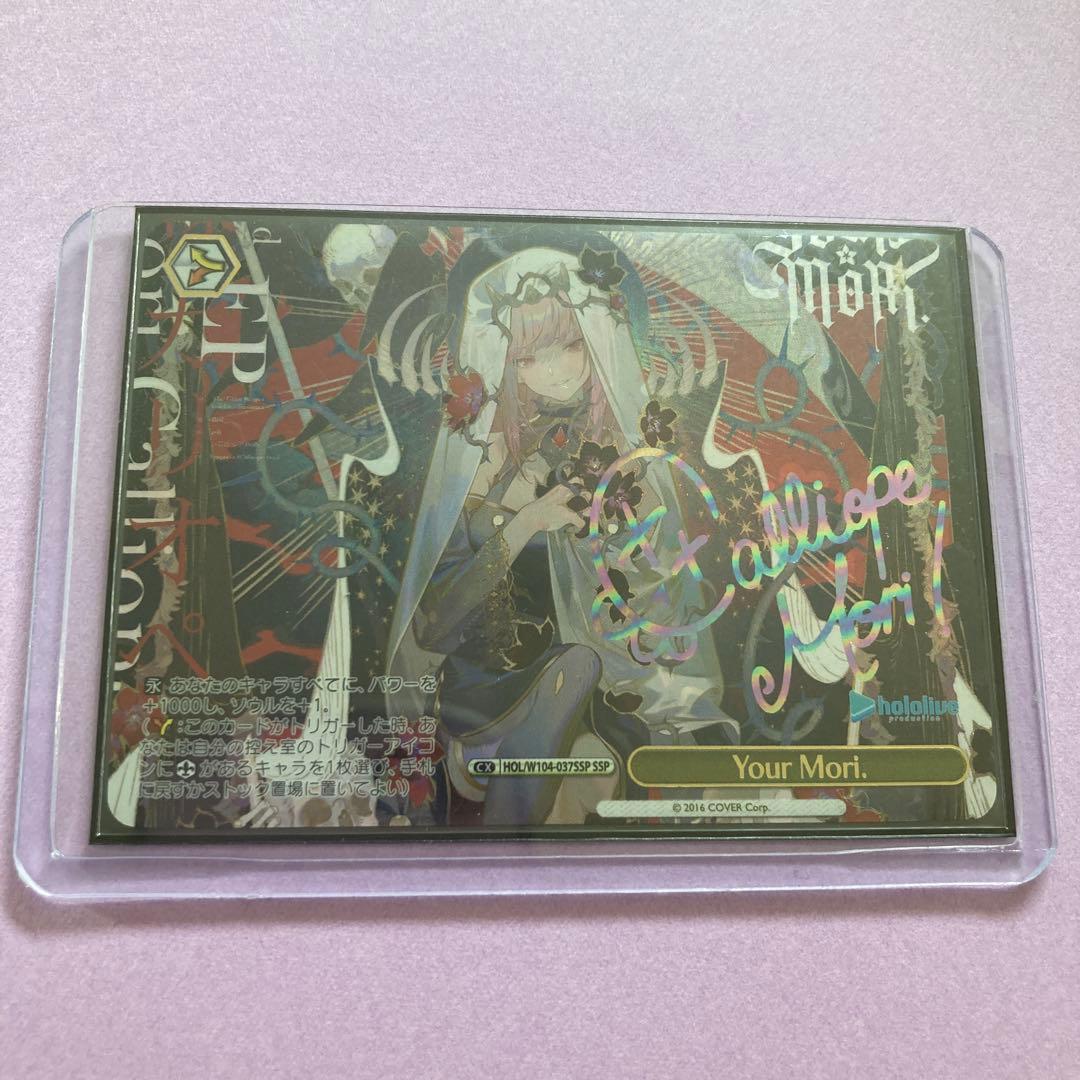 d
EP
カリオペ
Mori.
Calliope
Mori!
永 あなたのキャラすべてに、パワーを
+1000し、ソウルを+1。
(:このカードがトリガーした時、あ
なたは自分の控え室のトリガーアイコ
ンにがあるキャラを1枚選び、手札
に戻すかストック置場に置いてよい)
hololive
production
CX HOL/W104-037SSP SSP
Your Mori.
© 2016 COVER Corp.